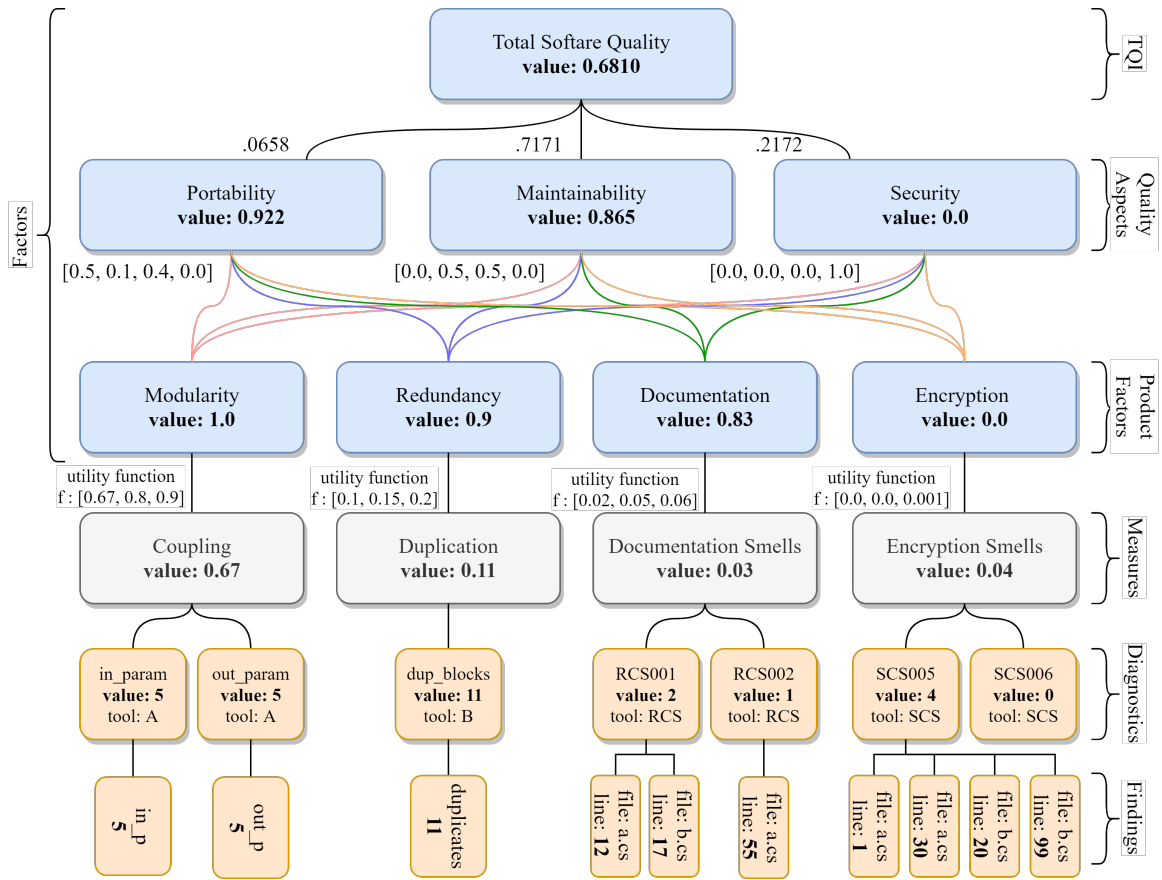 Total Softare Quality
value: 0.6810
TQI
Factors
.0658
.7171
.2172
Portability
value: 0.922
Maintainability
value: 0.865
Security
value: 0.0
Quality
Aspects
[0.5, 0.1, 0.4, 0.0]
[0.0, 0.5, 0.5, 0.0]
[0.0, 0.0, 0.0, 1.0]
Modularity
value: 1.0
Redundancy
value: 0.9
Documentation
value: 0.83
Encryption
value: 0.0
Product
Factors
utility function
f : [0.67, 0.8, 0.9]
utility function
f : [0.1, 0.15, 0.2]
utility function
f : [0.02, 0.05, 0.06]
utility function
f : [0.0, 0.0, 0.001]
Coupling
value: 0.67
Duplication
value: 0.11
Documentation Smells
value: 0.03
Encryption Smells
value: 0.04
Measures
in_param
value: 5
tool: A
out_param
value: 5
tool: A
dup_blocks
value: 11
tool: B
RCS001
value: 2
tool: RCS
RCS002
value: 1
tool: RCS
SCS005
value: 4
tool: SCS
SCS006
value: 0
tool: SCS
Diagnostics
in_p
5
out_p
5
duplicates
11
file: a.cs
line: 12
file: b.cs
line: 17
file: a.cs
line: 55
file: a.cs
line: 1
file: a.cs
line: 30
file: b.cs
line: 20
file: b.cs
line: 99
Findings